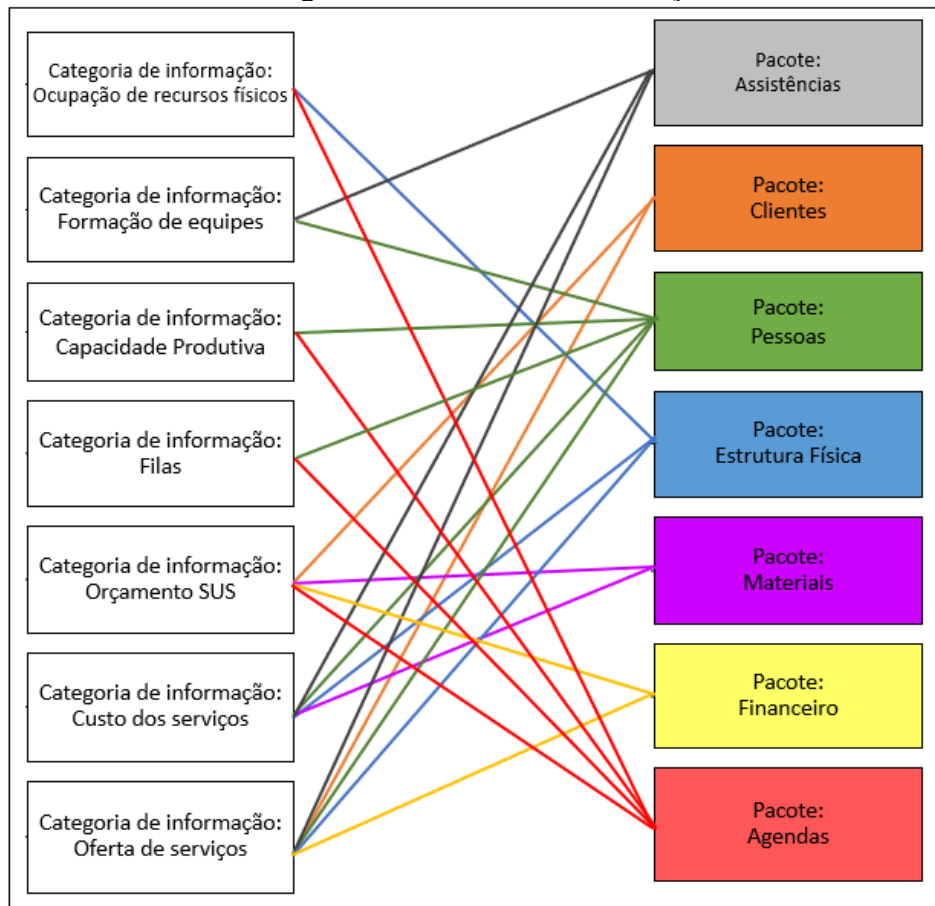 Categoria de informação:
Ocupação de recursos físicos
Categoria de informação:
Formação de equipes
Categoria de informação:
Capacidade Produtiva
Categoria de informação:
Filas
Categoria de informação:
Orçamento SUS
Categoria de informação:
Custo dos serviços
Categoria de informação:
Oferta de serviços
Pacote:
Assistências
Pacote:
Clientes
Pacote:
Pessoas
Pacote:
Estrutura Física
Pacote:
Materiais
Pacote:
Financeiro
Pacote:
Agendas